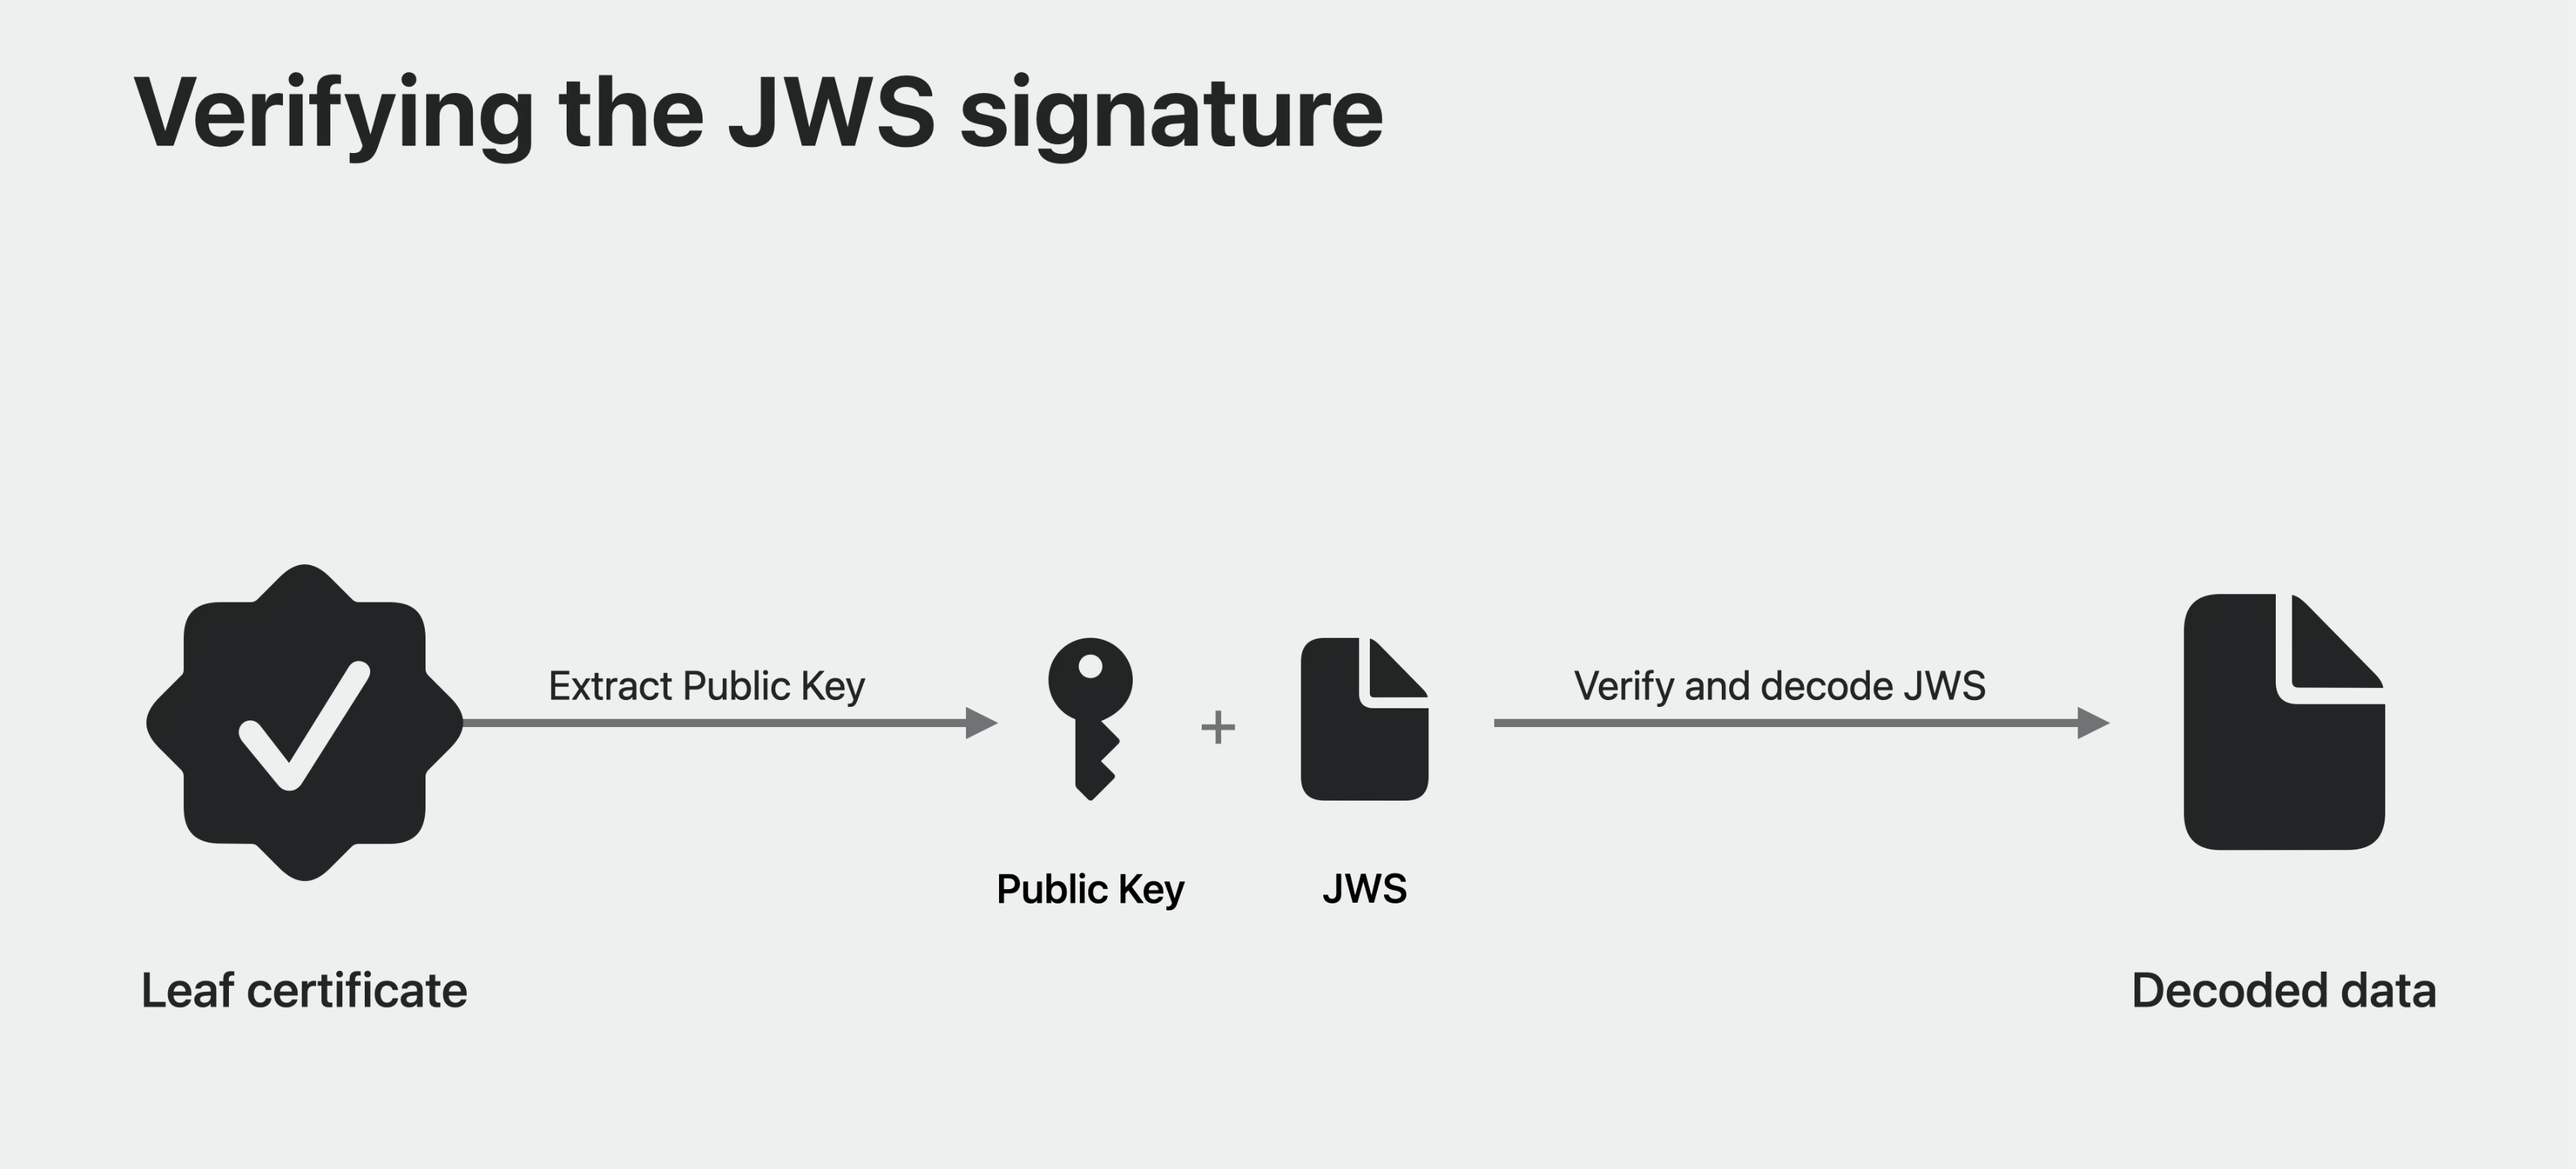 Verifying the JWS signature
Extract Public Key
Verify and decode JWS
+
Public Key
JWS
Leaf certificate
Decoded data